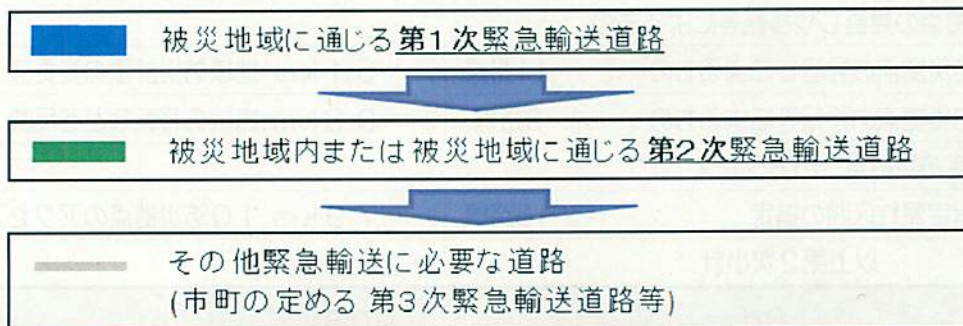 被災地域に通じる第1次緊急輸送道路
被災地域内または被災地域に通じる第2次緊急輸送道路
その他緊急輸送に必要な道路
(市町の定める 第3次緊急輸送道路等)